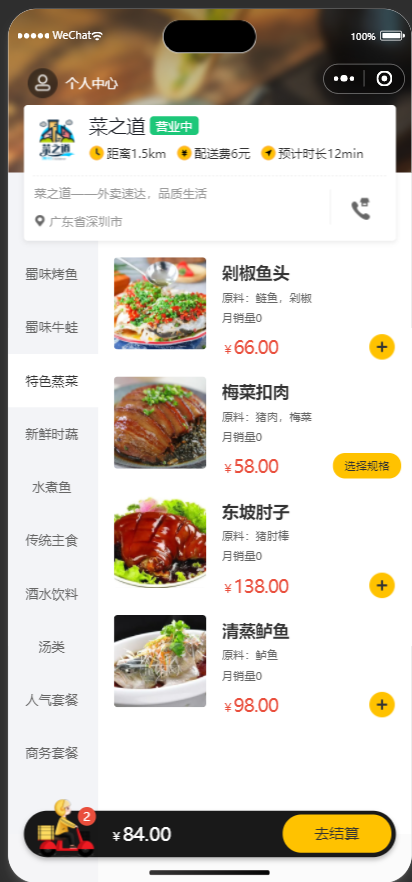 WeChat 100%
个人中心
菜之道 营业中
菜之道
距离1.5km 配送费6元 预计时长12min
菜之道——外卖速达，品质生活
广东省深圳市
蜀味烤鱼
蜀味牛蛙
特色蒸菜
新鲜时蔬
水煮鱼
传统主食
酒水饮料
汤类
人气套餐
商务套餐
剁椒鱼头
原料：鲢鱼，剁椒
月销量0
¥66.00
梅菜扣肉
原料：猪肉，梅菜
月销量0
¥58.00 选择规格
东坡肘子
原料：猪肘棒
月销量0
¥138.00
清蒸鲈鱼
原料：鲈鱼
月销量0
¥98.00
2
¥84.00 去结算